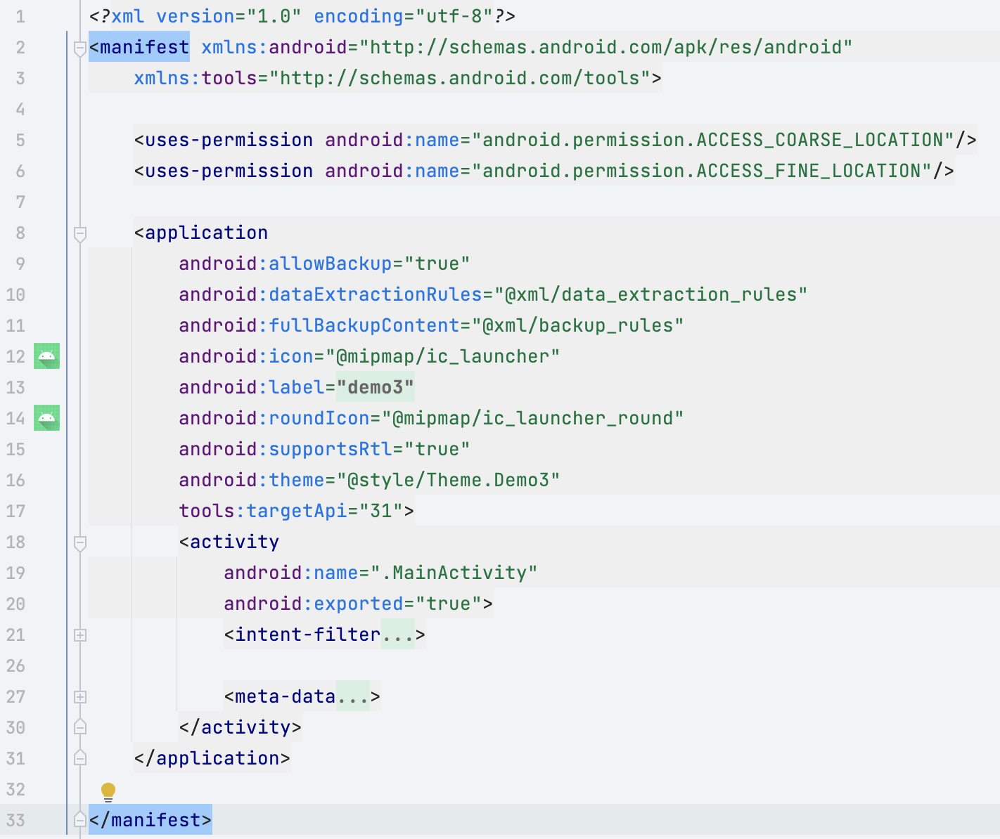 1 <?xml version="1.0" encoding="utf-8"?>
2 <manifest xmlns:android="http://schemas.android.com/apk/res/android"
3     xmlns:tools="http://schemas.android.com/tools">
4
5     <uses-permission android:name="android.permission.ACCESS_COARSE_LOCATION"/>
6     <uses-permission android:name="android.permission.ACCESS_FINE_LOCATION"/>
7
8     <application
9         android:allowBackup="true"
10         android:dataExtractionRules="@xml/data_extraction_rules"
11         android:fullBackupContent="@xml/backup_rules"
12         android:icon="@mipmap/ic_launcher"
13         android:label="demo3"
14         android:roundIcon="@mipmap/ic_launcher_round"
15         android:supportsRtl="true"
16         android:theme="@style/Theme.Demo3"
17         tools:targetApi="31">
18         <activity
19             android:name=".MainActivity"
20             android:exported="true">
21             <intent-filter...>
26
27             <meta-data...>
30         </activity>
31     </application>
32
33 </manifest>